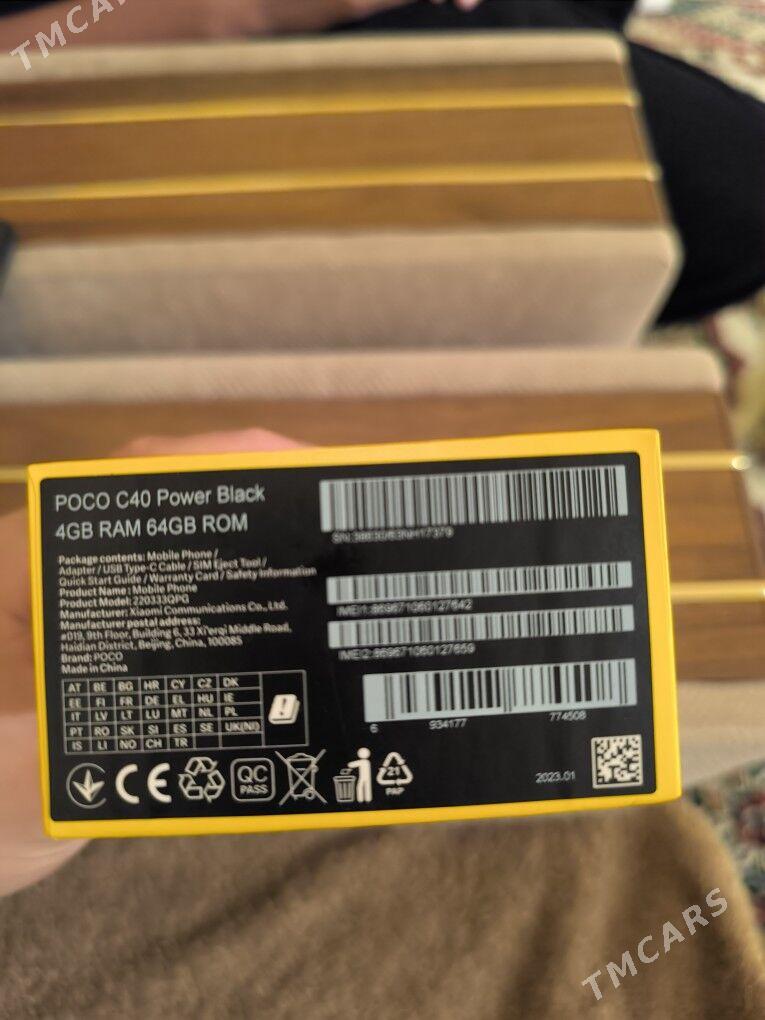 TMCARS
POCO C40 Power Black
4GB RAM 64GB ROM
Package contents: Mobile Phone /
Adapter / USB Type-C Cable / SIM Eject Tool /
Quick Start Guide / Warranty Card / Safety Information
Product Name: Mobile Phone
Product Model: 220333QPG
Manufacturer: Xiaomi Communications Co., Ltd.
Manufacturer postal address:
#019, 9th Floor, Building 6, 33 Xi'erqi Middle Road,
Haidian District, Beijing, China, 100085
Brand: POCO
Made in China
AT BE BG HR CY CZ DK
EE FI FR DE EL HU IE
IT LV LT LU MT NL PL
PT RO SK SI ES SE UK(NI)
IS LI NO CH TR
IMEI1:869671060127642
IMEI2:869671060127659
6 934177 774508
CE
QC
PASS
21
PAP
2023.01
TMCARS